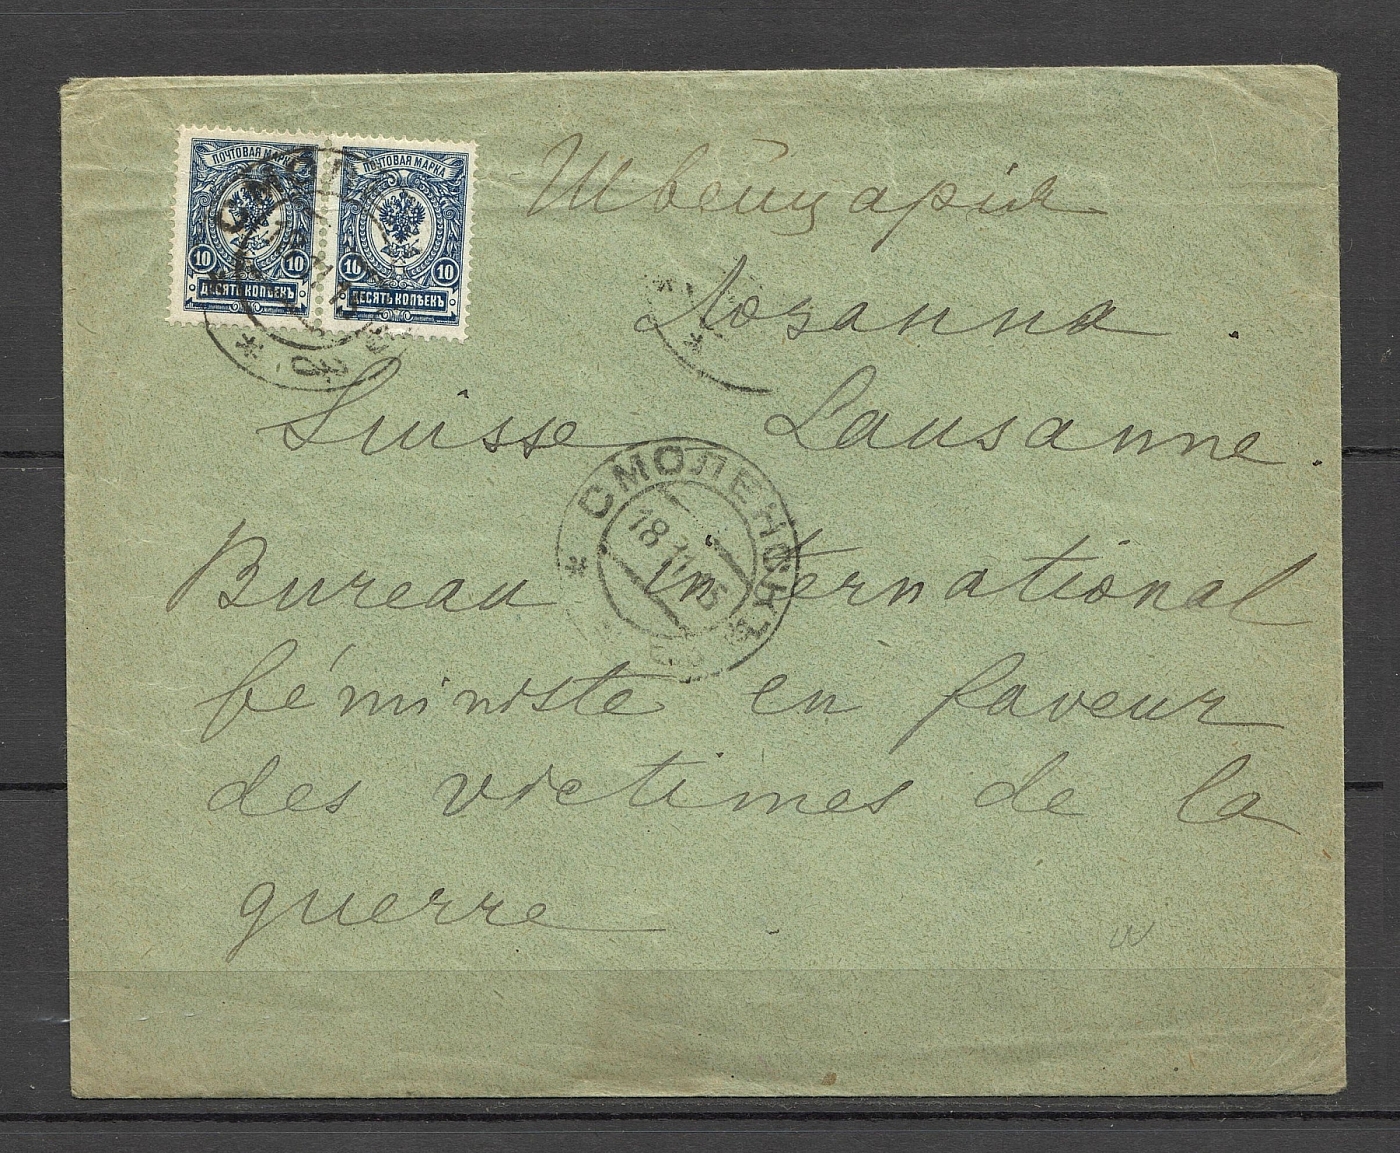 ПОЧТОВАЯ МАРКА ПОЧТОВАЯ МАРКА
10 10 10 10
ДЕСЯТЬ КОПѢЕКЪ ДЕСЯТЬ КОПѢЕКЪ
Швейцарія
Лозанна.
Suisse Lausanne.
СМОЛЕНСКЪ
18 11 15
Bureau international
féministe en faveur
des victimes de la
guerre.